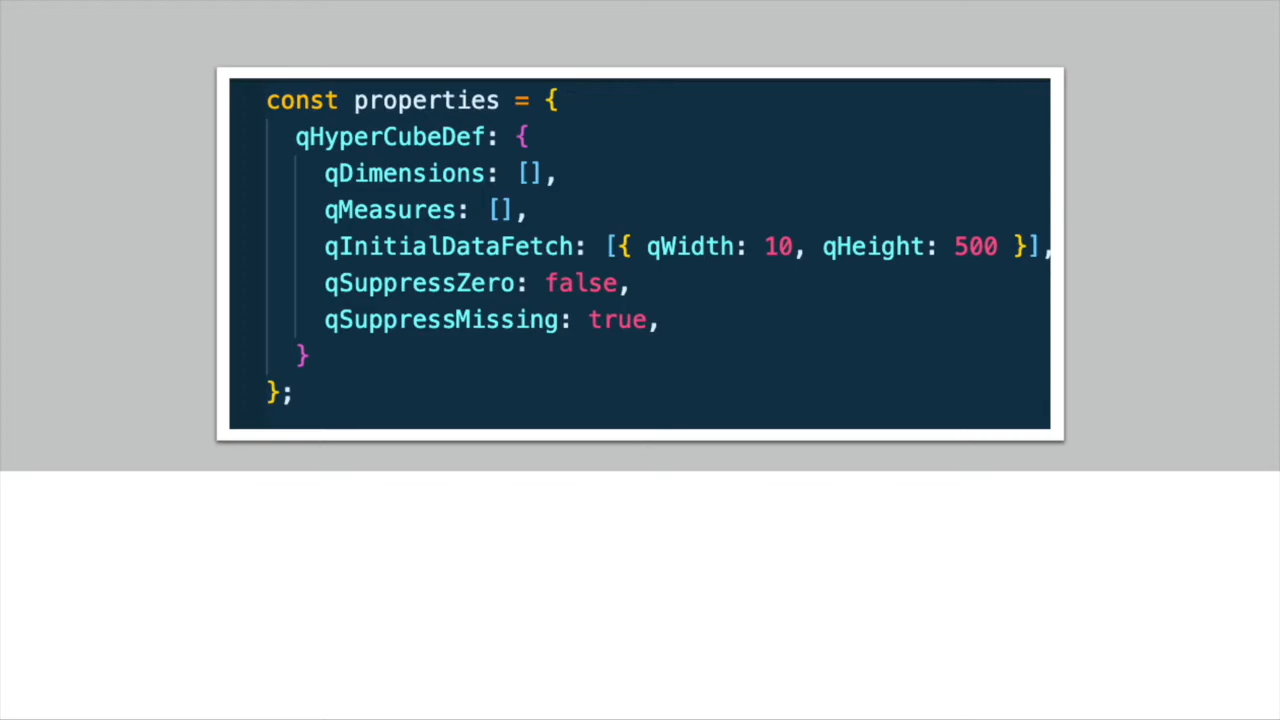 const properties = {
qHyperCubeDef: {
qDimensions: [],
qMeasures: [],
qInitialDataFetch: [{ qWidth: 10, qHeight: 500 }],
qSuppressZero: false,
qSuppressMissing: true,
}
};